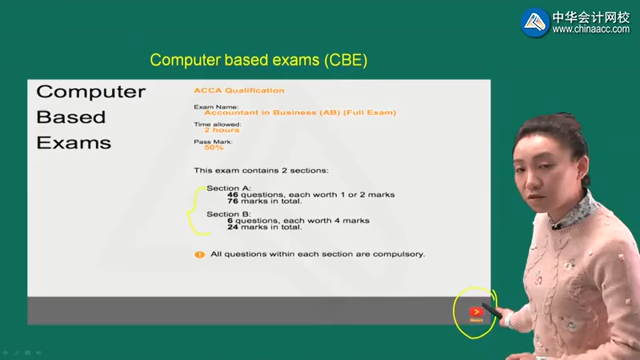 中华会计网校
www.chinaacc.com
Computer based exams (CBE)
Computer
Based
Exams
ACCA Qualification
Exam Name:
Accountant in Business (AB) (Full Exam)
Time allowed:
2 hours
Pass Mark:
50%
This exam contains 2 sections:
Section A:
46 questions, each worth 1 or 2 marks
76 marks in total.
Section B:
6 questions, each worth 4 marks
24 marks in total.
All questions within each section are compulsory.